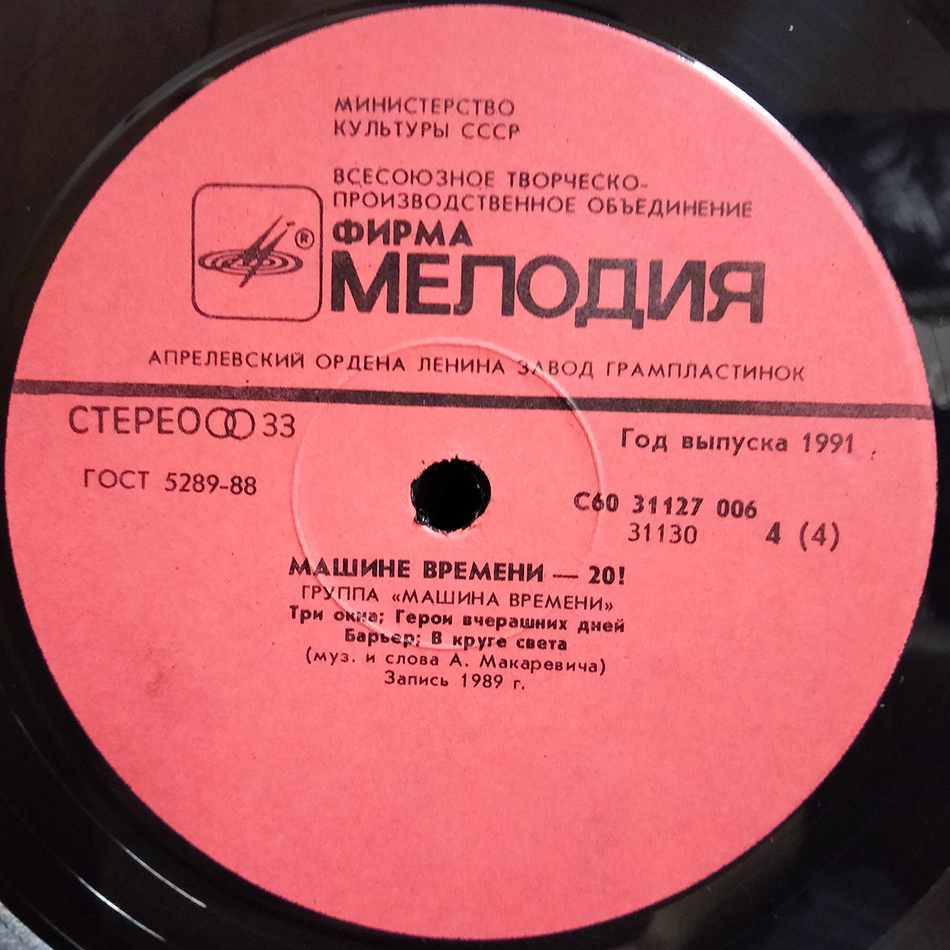 МИНИСТЕРСТВО
КУЛЬТУРЫ СССР
ВСЕСОЮЗНОЕ ТВОРЧЕСКО-
ПРОИЗВОДСТВЕННОЕ ОБЪЕДИНЕНИЕ
®
ФИРМА
МЕЛОДИЯ
АПРЕЛЕВСКИЙ ОРДЕНА ЛЕНИНА ЗАВОД ГРАМПЛАСТИНОК
СТЕРЕО 33
Год выпуска 1991
ГОСТ 5289-88
С60 31127 006
31130 4 (4)
МАШИНЕ ВРЕМЕНИ — 20!
ГРУППА «МАШИНА ВРЕМЕНИ»
Три окна; Герои вчерашних дней
Барьер; В круге света
(муз. и слова А. Макаревича)
Запись 1989 г.